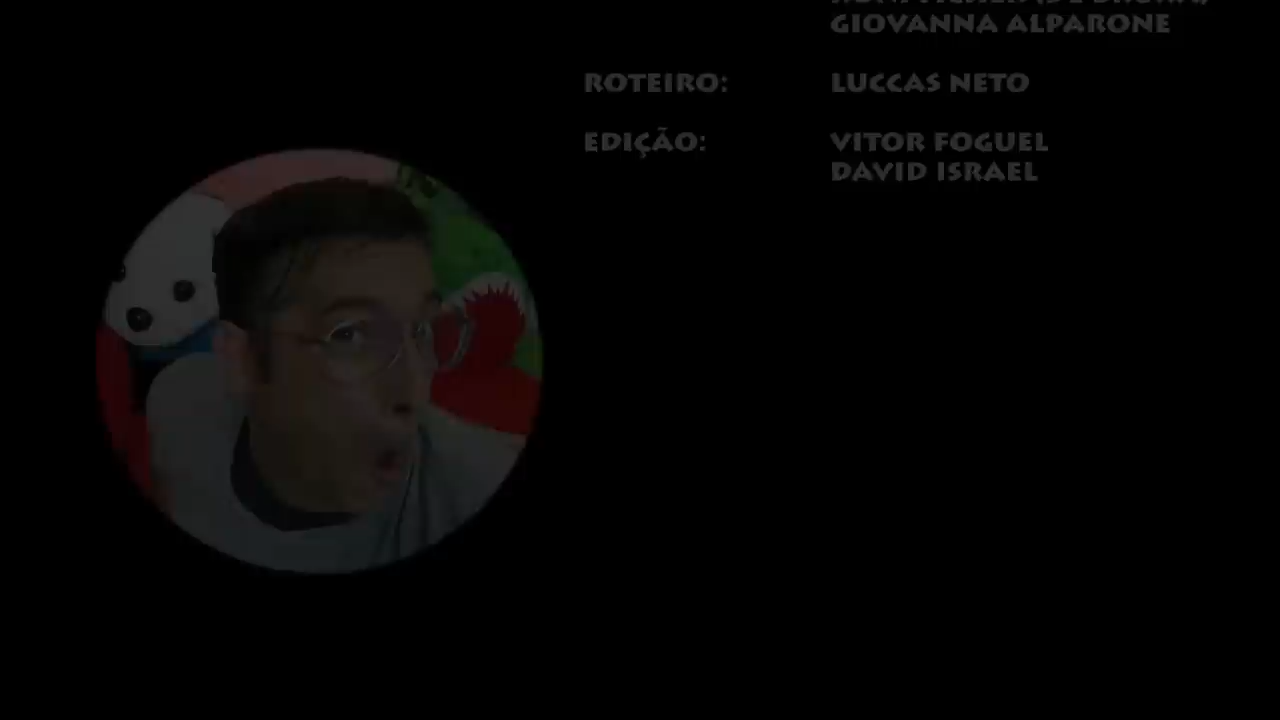 GIOVANNA ALPARONE
ROTEIRO: LUCCAS NETO
EDIÇÃO: VITOR FOGUEL
DAVID ISRAEL